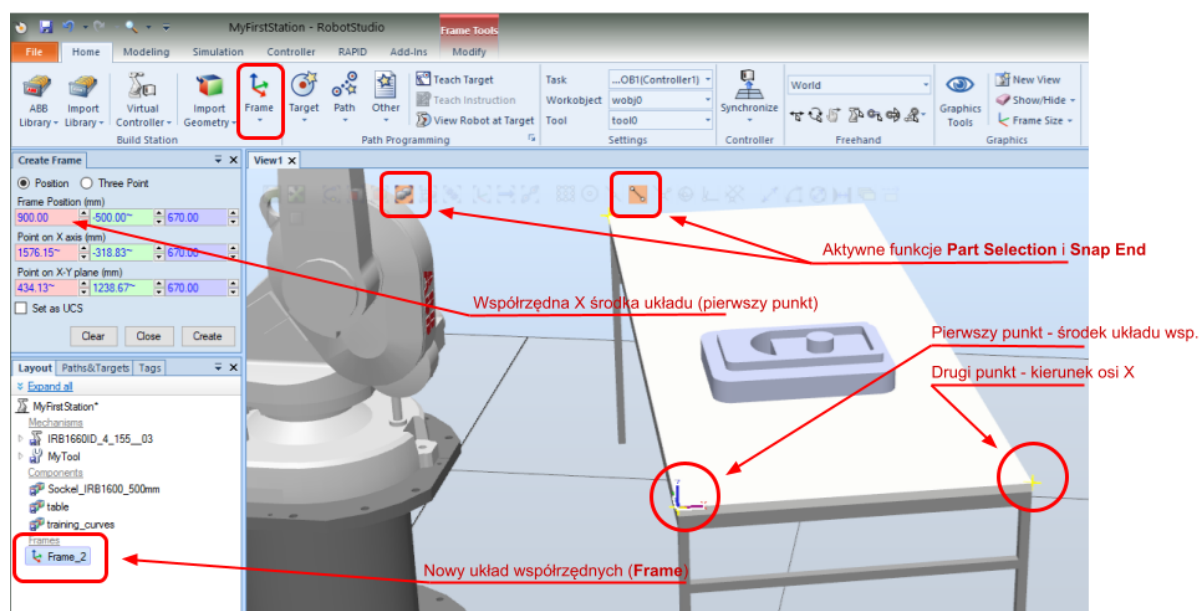 MyFirstStation - RobotStudio
Frame Tools
File Home Modeling Simulation Controller RAPID Add-Ins Modify
ABB Library
Import Library
Virtual Controller
Import Geometry
Build Station
Frame
Target
Path
Other
Teach Target
Teach Instruction
View Robot at Target
Path Programming
Task ...OB1(Controller1)
Workobject wobj0
Tool tool0
Settings
Synchronize
Controller
World
Freehand
Graphics Tools
New View
Show/Hide
Frame Size
Graphics
Create Frame
Position Three Point
Frame Position (mm)
900.00 -500.00~ 670.00
Point on X axis (mm)
1576.15~ -318.83~ 670.00
Point on X-Y plane (mm)
434.13~ 1238.67~ 670.00
Set as UCS
Clear Close Create
Layout Paths&Targets Tags
Expand all
MyFirstStation*
Mechanisms
IRB1660ID_4_155__03
MyTool
Components
Sockel_IRB1600_500mm
table
training_curves
Frames
Frame_2
View1
Aktywne funkcje Part Selection i Snap End
Współrzędna X środka układu (pierwszy punkt)
Pierwszy punkt - środek układu wsp.
Drugi punkt - kierunek osi X
Nowy układ współrzędnych (Frame)